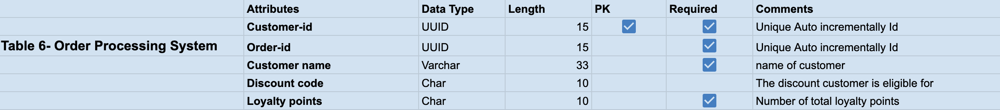 Attributes Data Type Length PK Required Comments
Customer-id UUID 15 Unique Auto incrementally Id
Table 6- Order Processing System Order-id UUID 15 Unique Auto incrementally Id
Customer name Varchar 33 name of customer
Discount code Char 10 The discount customer is eligible for
Loyalty points Char 10 Number of total loyalty points